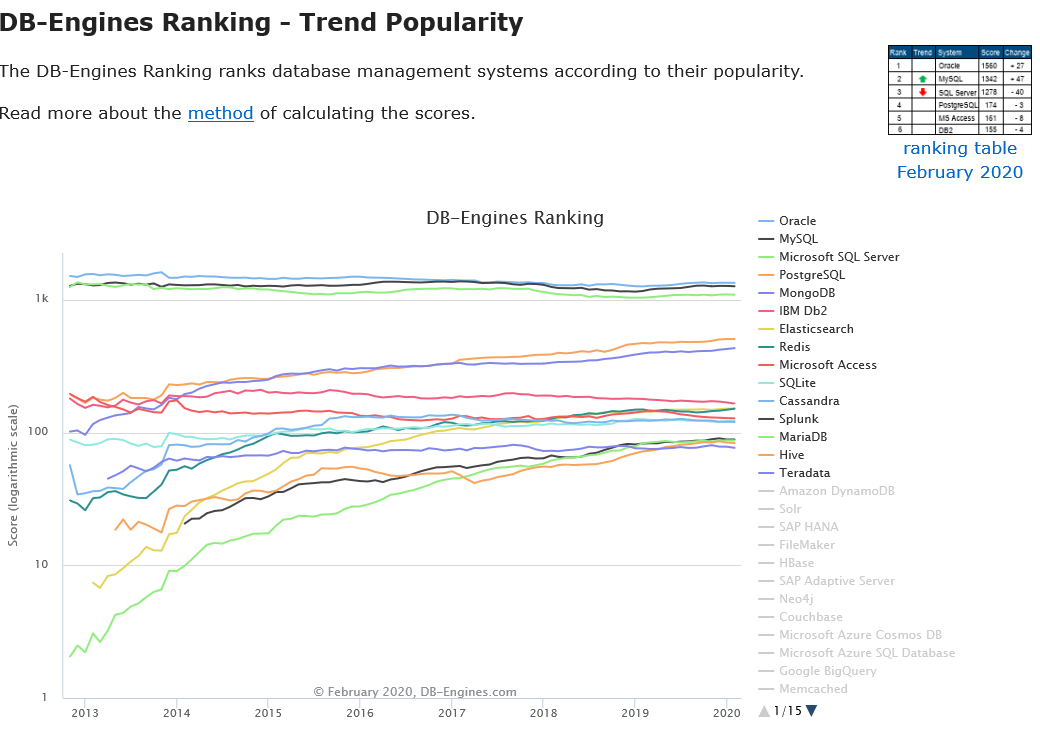 DB-Engines Ranking - Trend Popularity
The DB-Engines Ranking ranks database management systems according to their popularity.
Read more about the method of calculating the scores.
Rank Trend System Score Change
1 Oracle 1560 + 27
2 MySQL 1342 + 47
3 SQL Server 1278 - 40
4 PostgreSQL 174 - 3
5 MS Access 161 - 8
6 DB2 155 - 4
ranking table
February 2020
DB-Engines Ranking
Score (logarithmic scale)
1k
100
10
1
2013 2014 2015 2016 2017 2018 2019 2020
© February 2020, DB-Engines.com
Oracle
MySQL
Microsoft SQL Server
PostgreSQL
MongoDB
IBM Db2
Elasticsearch
Redis
Microsoft Access
SQLite
Cassandra
Splunk
MariaDB
Hive
Teradata
Amazon DynamoDB
Solr
SAP HANA
FileMaker
HBase
SAP Adaptive Server
Neo4j
Couchbase
Microsoft Azure Cosmos DB
Microsoft Azure SQL Database
Google BigQuery
Memcached
1/15